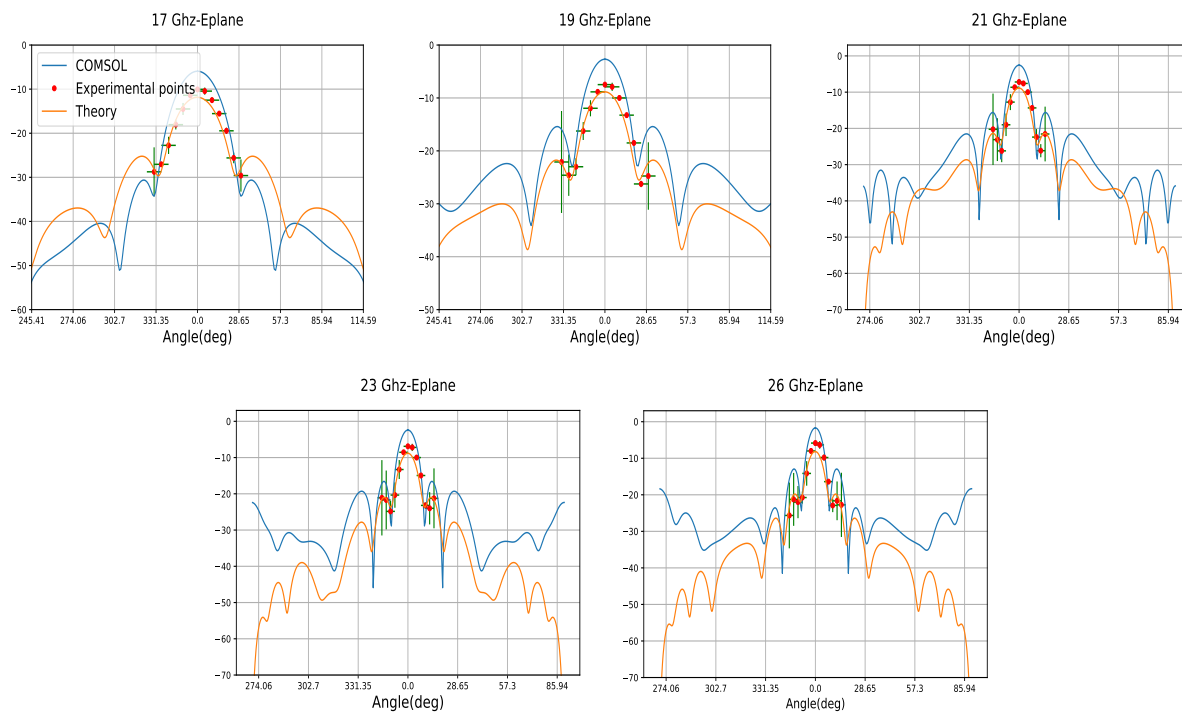 17 Ghz-Eplane
COMSOL
Experimental points
Theory
0
−10
−20
−30
−40
−50
−60
245.41 274.06 302.7 331.35 0.0 28.65 57.3 85.94 114.59
Angle(deg)
19 Ghz-Eplane
0
−10
−20
−30
−40
−50
245.41 274.06 302.7 331.35 0.0 28.65 57.3 85.94 114.59
Angle(deg)
21 Ghz-Eplane
0
−10
−20
−30
−40
−50
−60
−70
274.06 302.7 331.35 0.0 28.65 57.3 85.94
Angle(deg)
23 Ghz-Eplane
0
−10
−20
−30
−40
−50
−60
−70
274.06 302.7 331.35 0.0 28.65 57.3 85.94
Angle(deg)
26 Ghz-Eplane
0
−10
−20
−30
−40
−50
−60
−70
274.06 302.7 331.35 0.0 28.65 57.3 85.94
Angle(deg)